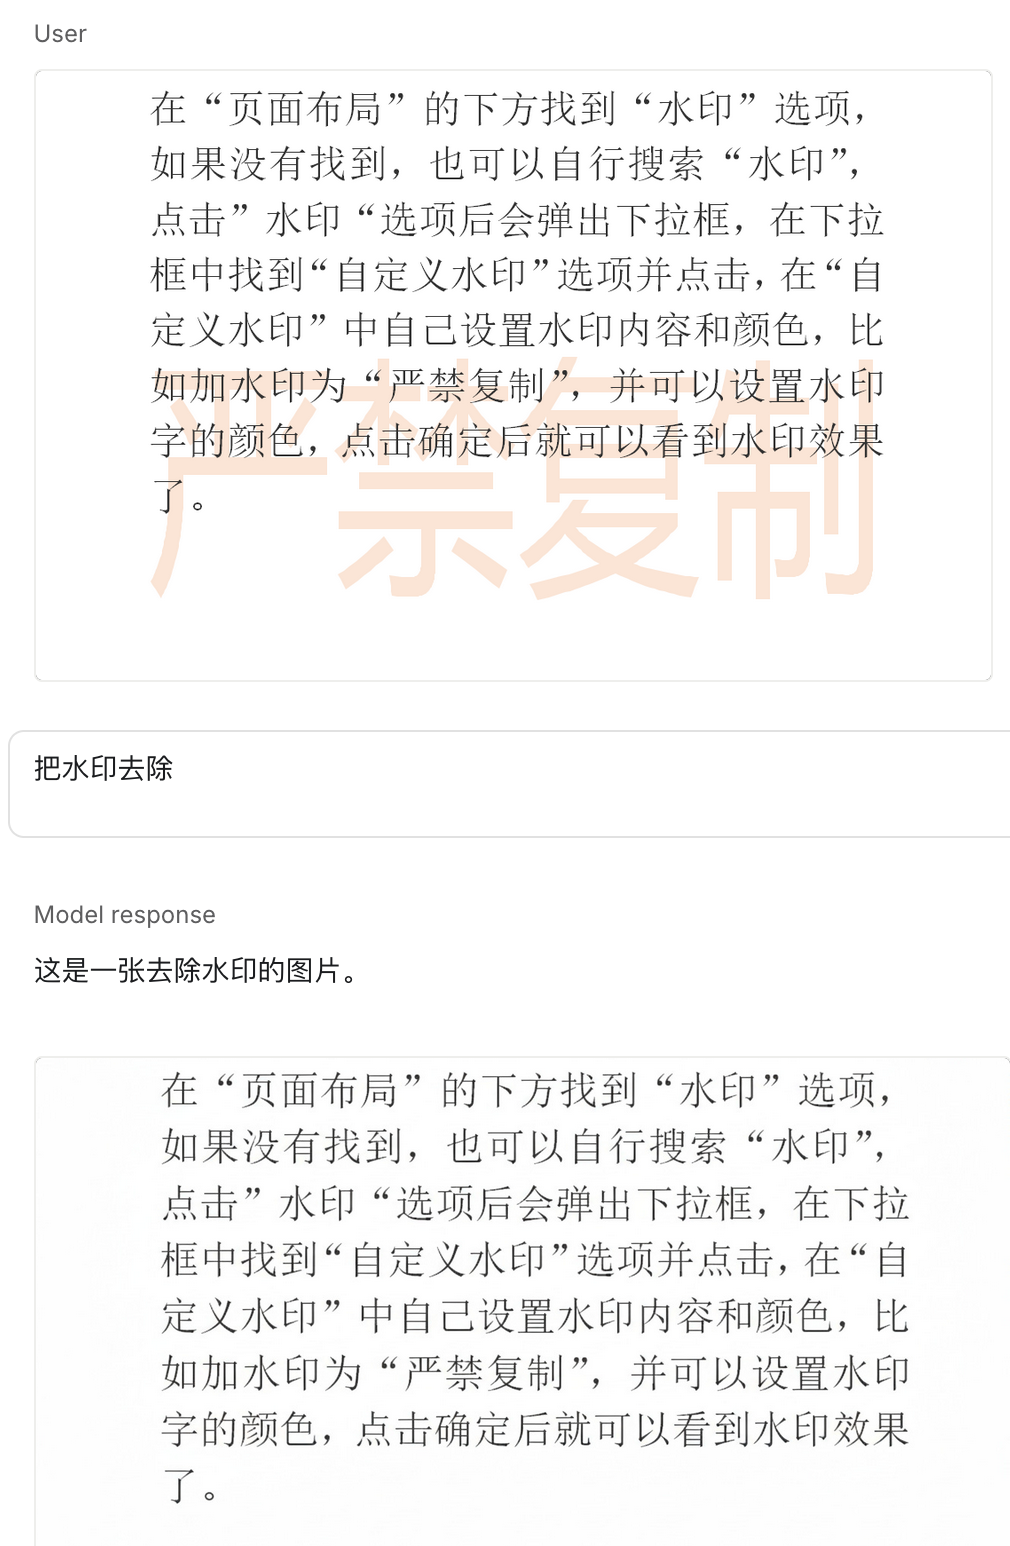 User
在“页面布局”的下方找到“水印”选项，
如果没有找到，也可以自行搜索“水印”，
点击”水印“选项后会弹出下拉框，在下拉
框中找到“自定义水印”选项并点击，在“自
定义水印”中自己设置水印内容和颜色，比
如加水印为“严禁复制”，并可以设置水印
字的颜色，点击确定后就可以看到水印效果
了。
严禁复制
把水印去除
Model response
这是一张去除水印的图片。
在“页面布局”的下方找到“水印”选项，
如果没有找到，也可以自行搜索“水印”，
点击”水印“选项后会弹出下拉框，在下拉
框中找到“自定义水印”选项并点击，在“自
定义水印”中自己设置水印内容和颜色，比
如加水印为“严禁复制”，并可以设置水印
字的颜色，点击确定后就可以看到水印效果
了。